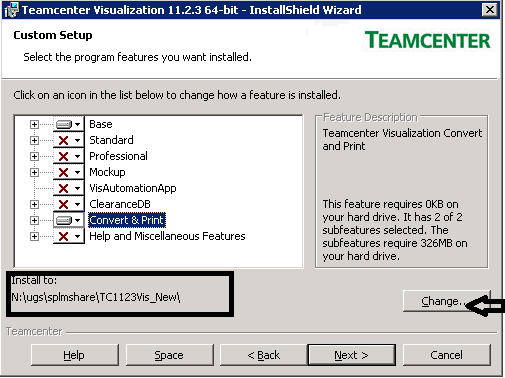 Teamcenter Visualization 11.2.3 64-bit - InstallShield Wizard
Custom Setup
Select the program features you want installed.
TEAMCENTER
Click on an icon in the list below to change how a feature is installed.
Base
Standard
Professional
Mockup
VisAutomationApp
ClearanceDB
Convert & Print
Help and Miscellaneous Features
Feature Description
Teamcenter Visualization Convert
and Print
This feature requires 0KB on
your hard drive. It has 2 of 2
subfeatures selected. The
subfeatures require 326MB on
your hard drive.
Install to:
N:\ugs\splmshare\TC1123Vis_New\
Change...
Teamcenter
Help
Space
< Back
Next >
Cancel